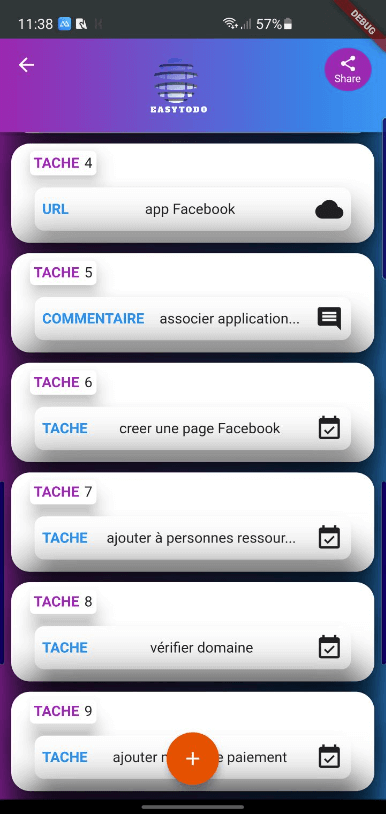 11:38
57%
DEBUG
EASYTODO
Share
TACHE 4
URL app Facebook
TACHE 5
COMMENTAIRE associer application...
TACHE 6
TACHE creer une page Facebook
TACHE 7
TACHE ajouter à personnes ressour...
TACHE 8
TACHE vérifier domaine
TACHE 9
TACHE ajouter paiement